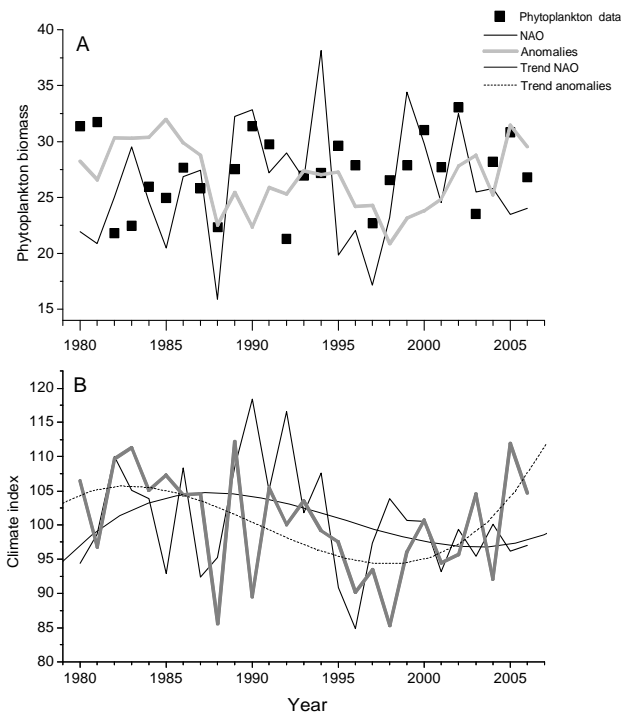 Phytoplankton data
NAO
Anomalies
Trend NAO
Trend anomalies
A
40
35
30
25
20
15
Phytoplankton biomass
1980 1985 1990 1995 2000 2005
B
120
115
110
105
100
95
90
85
80
Climate index
1980 1985 1990 1995 2000 2005
Year